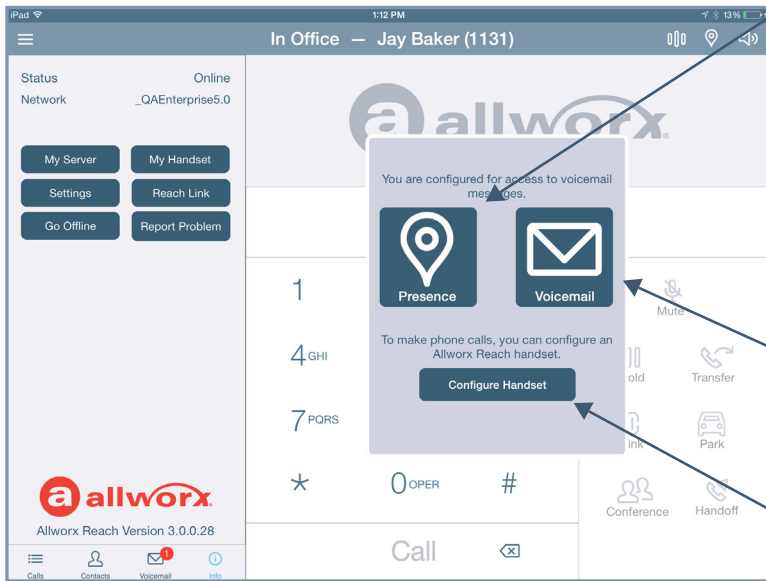 iPad 1:12 PM 13%
In Office – Jay Baker (1131)
Status Online
Network _QAEnterprise5.0
My Server My Handset
Settings Reach Link
Go Offline Report Problem
a allworx
Allworx Reach Version 3.0.0.28
1
Calls Contacts Voicemail Info
a allworx
You are configured for access to voicemail
messages.
Presence Voicemail
To make phone calls, you can configure an
Allworx Reach handset.
Configure Handset
1
4 GHI
7 PQRS
* 0 OPER #
Call
Mute
old Transfer
ink Park
Conference Handoff